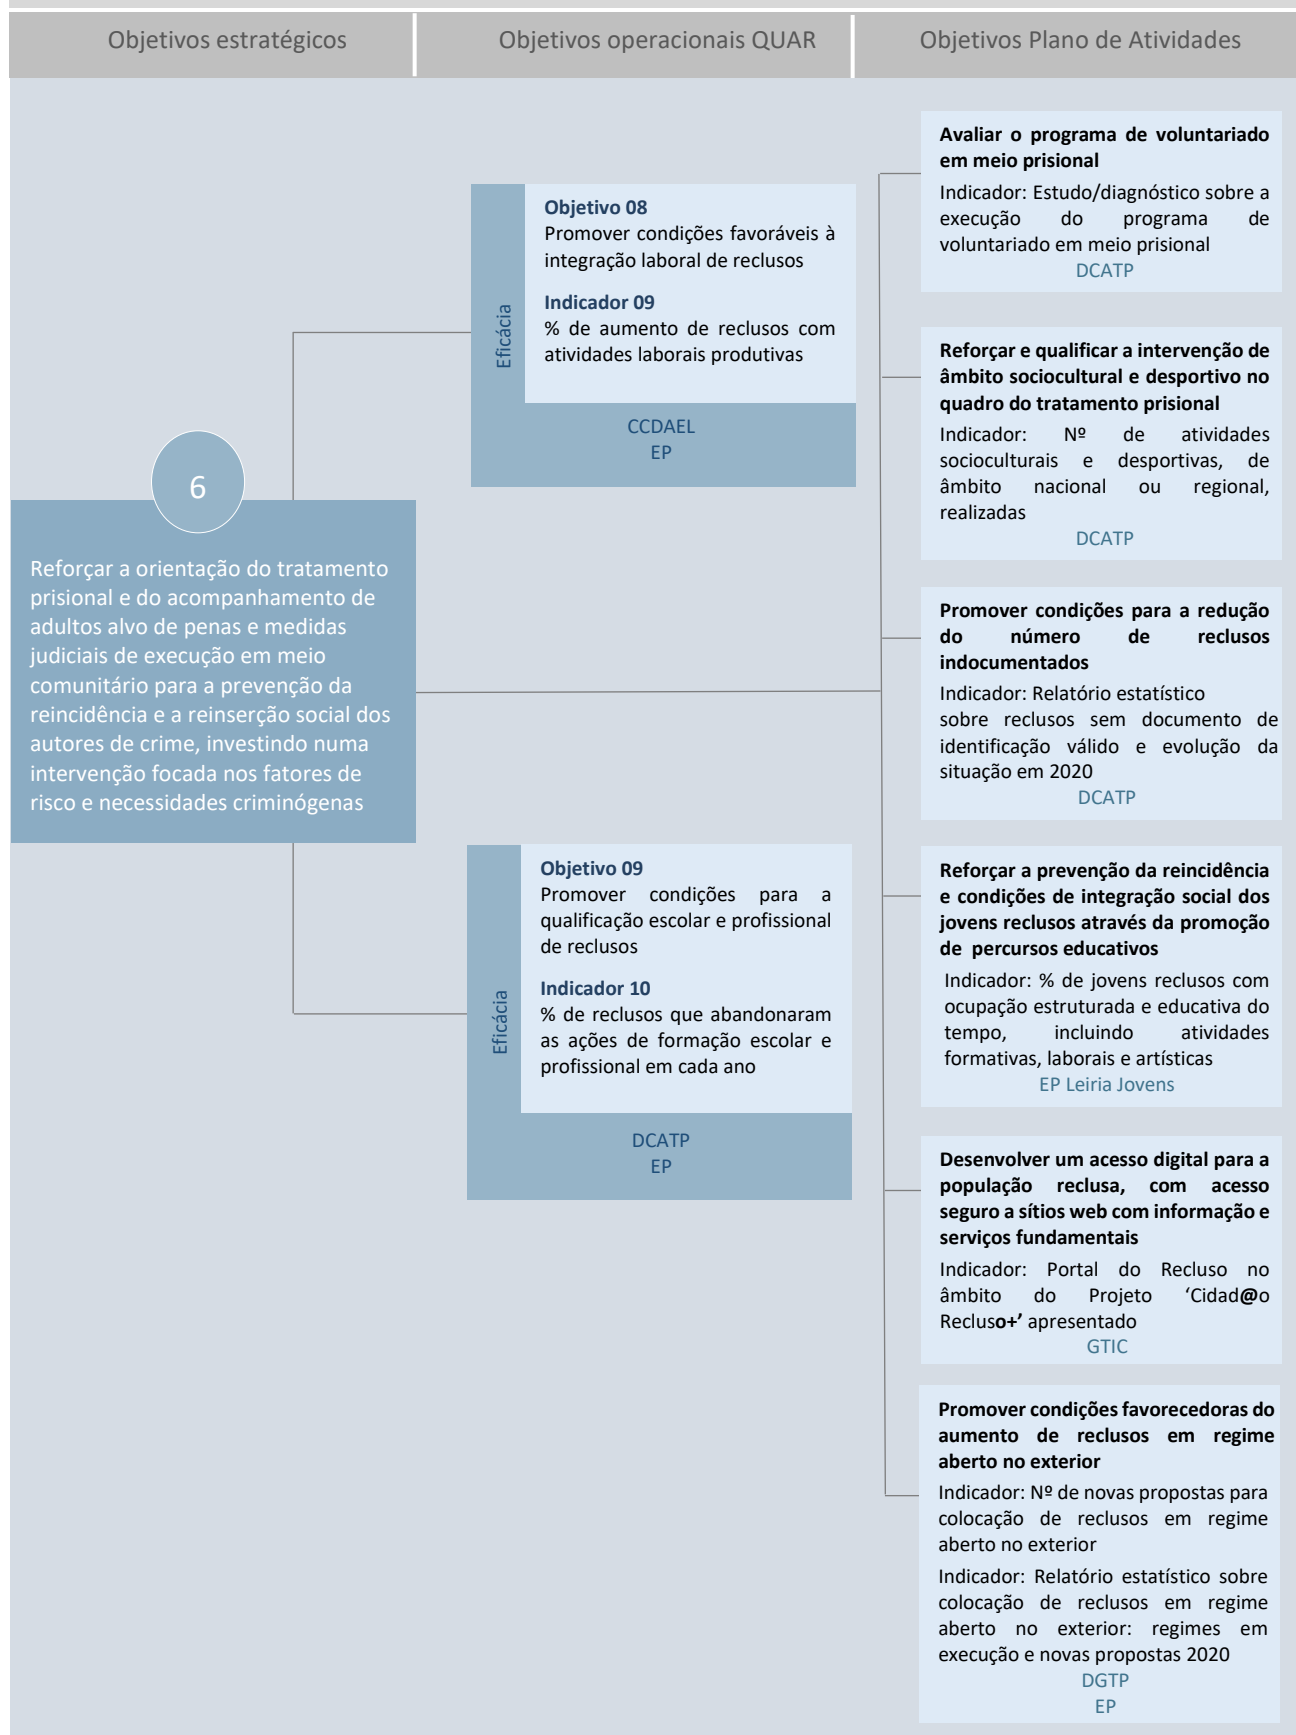 Objetivos estratégicos
Objetivos operacionais QUAR
Objetivos Plano de Atividades
6
Reforçar a orientação do tratamento
prisional e do acompanhamento de
adultos alvo de penas e medidas
judiciais de execução em meio
comunitário para a prevenção da
reincidência e a reinserção social dos
autores de crime, investindo numa
intervenção focada nos fatores de
risco e necessidades criminógenas
Eficácia
Objetivo 08
Promover condições favoráveis à
integração laboral de reclusos
Indicador 09
% de aumento de reclusos com
atividades laborais produtivas
CCDAEL
EP
Eficácia
Objetivo 09
Promover condições para a
qualificação escolar e profissional
de reclusos
Indicador 10
% de reclusos que abandonaram
as ações de formação escolar e
profissional em cada ano
DCATP
EP
Avaliar o programa de voluntariado
em meio prisional
Indicador: Estudo/diagnóstico sobre a
execução do programa de
voluntariado em meio prisional
DCATP
Reforçar e qualificar a intervenção de
âmbito sociocultural e desportivo no
quadro do tratamento prisional
Indicador: Nº de atividades
socioculturais e desportivas, de
âmbito nacional ou regional,
realizadas
DCATP
Promover condições para a redução
do número de reclusos
indocumentados
Indicador: Relatório estatístico
sobre reclusos sem documento de
identificação válido e evolução da
situação em 2020
DCATP
Reforçar a prevenção da reincidência
e condições de integração social dos
jovens reclusos através da promoção
de percursos educativos
Indicador: % de jovens reclusos com
ocupação estruturada e educativa do
tempo, incluindo atividades
formativas, laborais e artísticas
EP Leiria Jovens
Desenvolver um acesso digital para a
população reclusa, com acesso
seguro a sítios web com informação e
serviços fundamentais
Indicador: Portal do Recluso no
âmbito do Projeto ‘Cidad@o
Recluso+’ apresentado
GTIC
Promover condições favorecedoras do
aumento de reclusos em regime
aberto no exterior
Indicador: Nº de novas propostas para
colocação de reclusos em regime
aberto no exterior
Indicador: Relatório estatístico sobre
colocação de reclusos em regime
aberto no exterior: regimes em
execução e novas propostas 2020
DGTP
EP